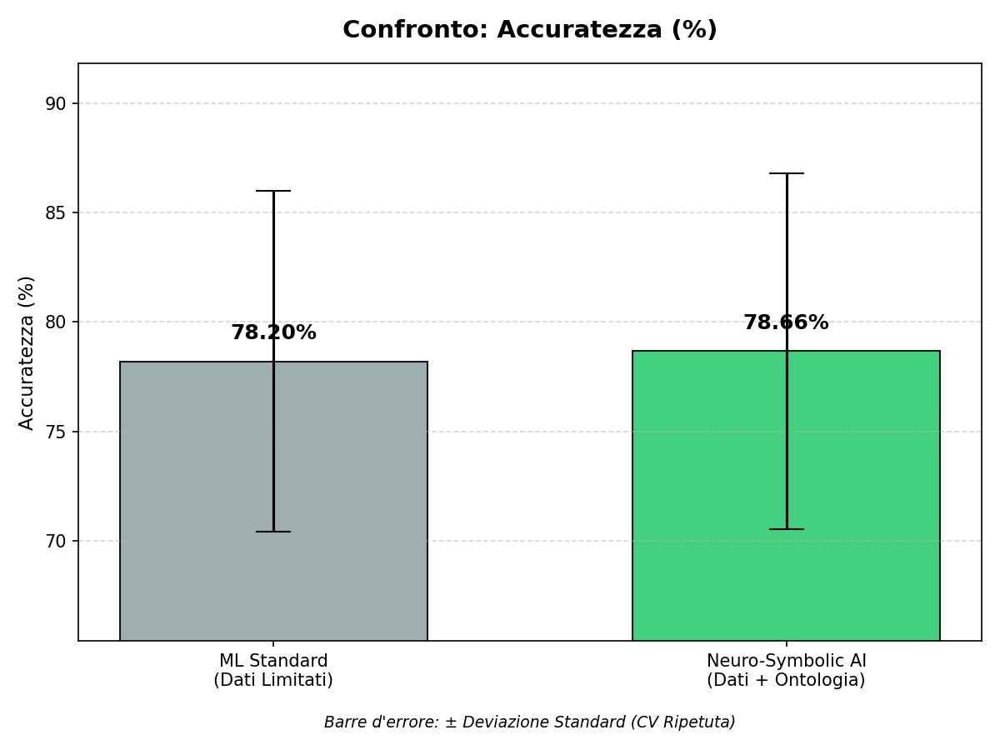 Confronto: Accuratezza (%)
Accuratezza (%)
90
85
80
75
70
78.20%
78.66%
ML Standard
(Dati Limitati)
Neuro-Symbolic AI
(Dati + Ontologia)
Barre d'errore: ± Deviazione Standard (CV Ripetuta)